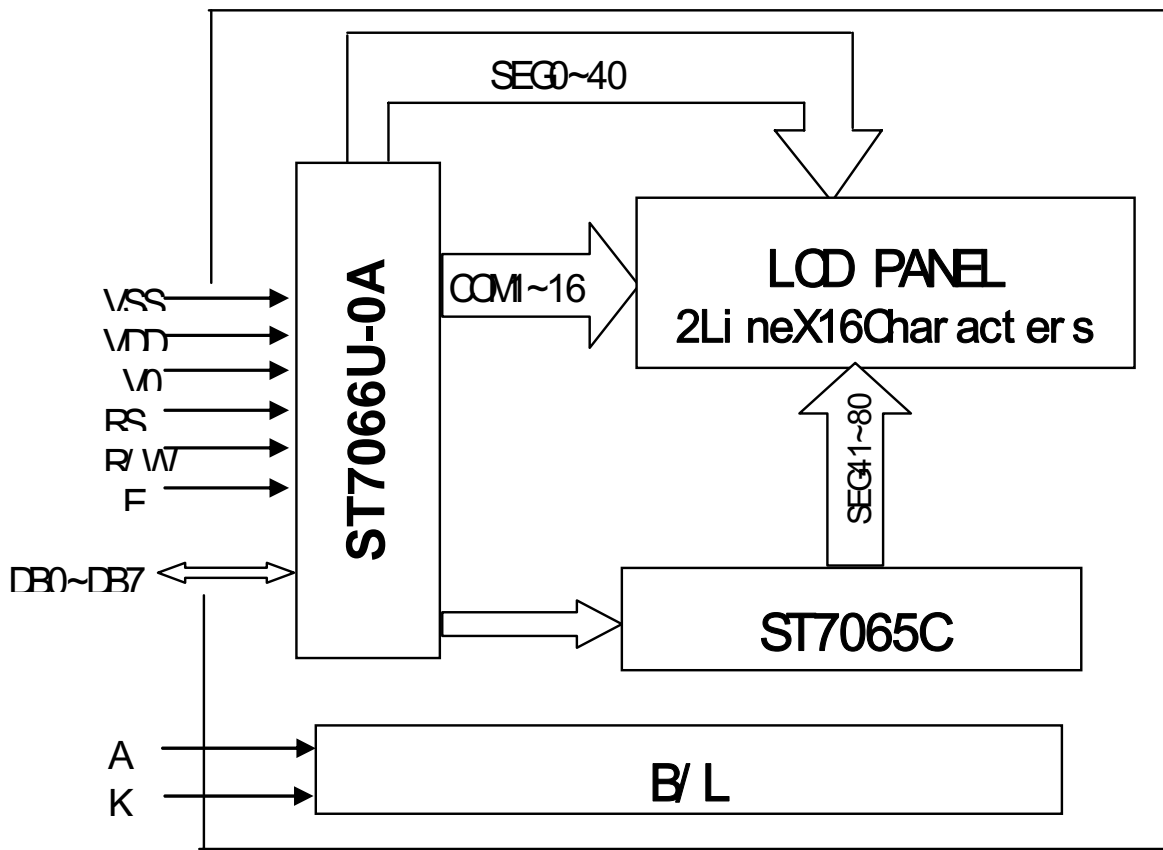 SEG0~40
LCD PANEL
2LineX16Characters
COM1~16
ST7066U-0A
VSS
VDD
V0
RS
R/W
E
DB0~DB7
SEG41~80
ST7065C
A
K
B/L